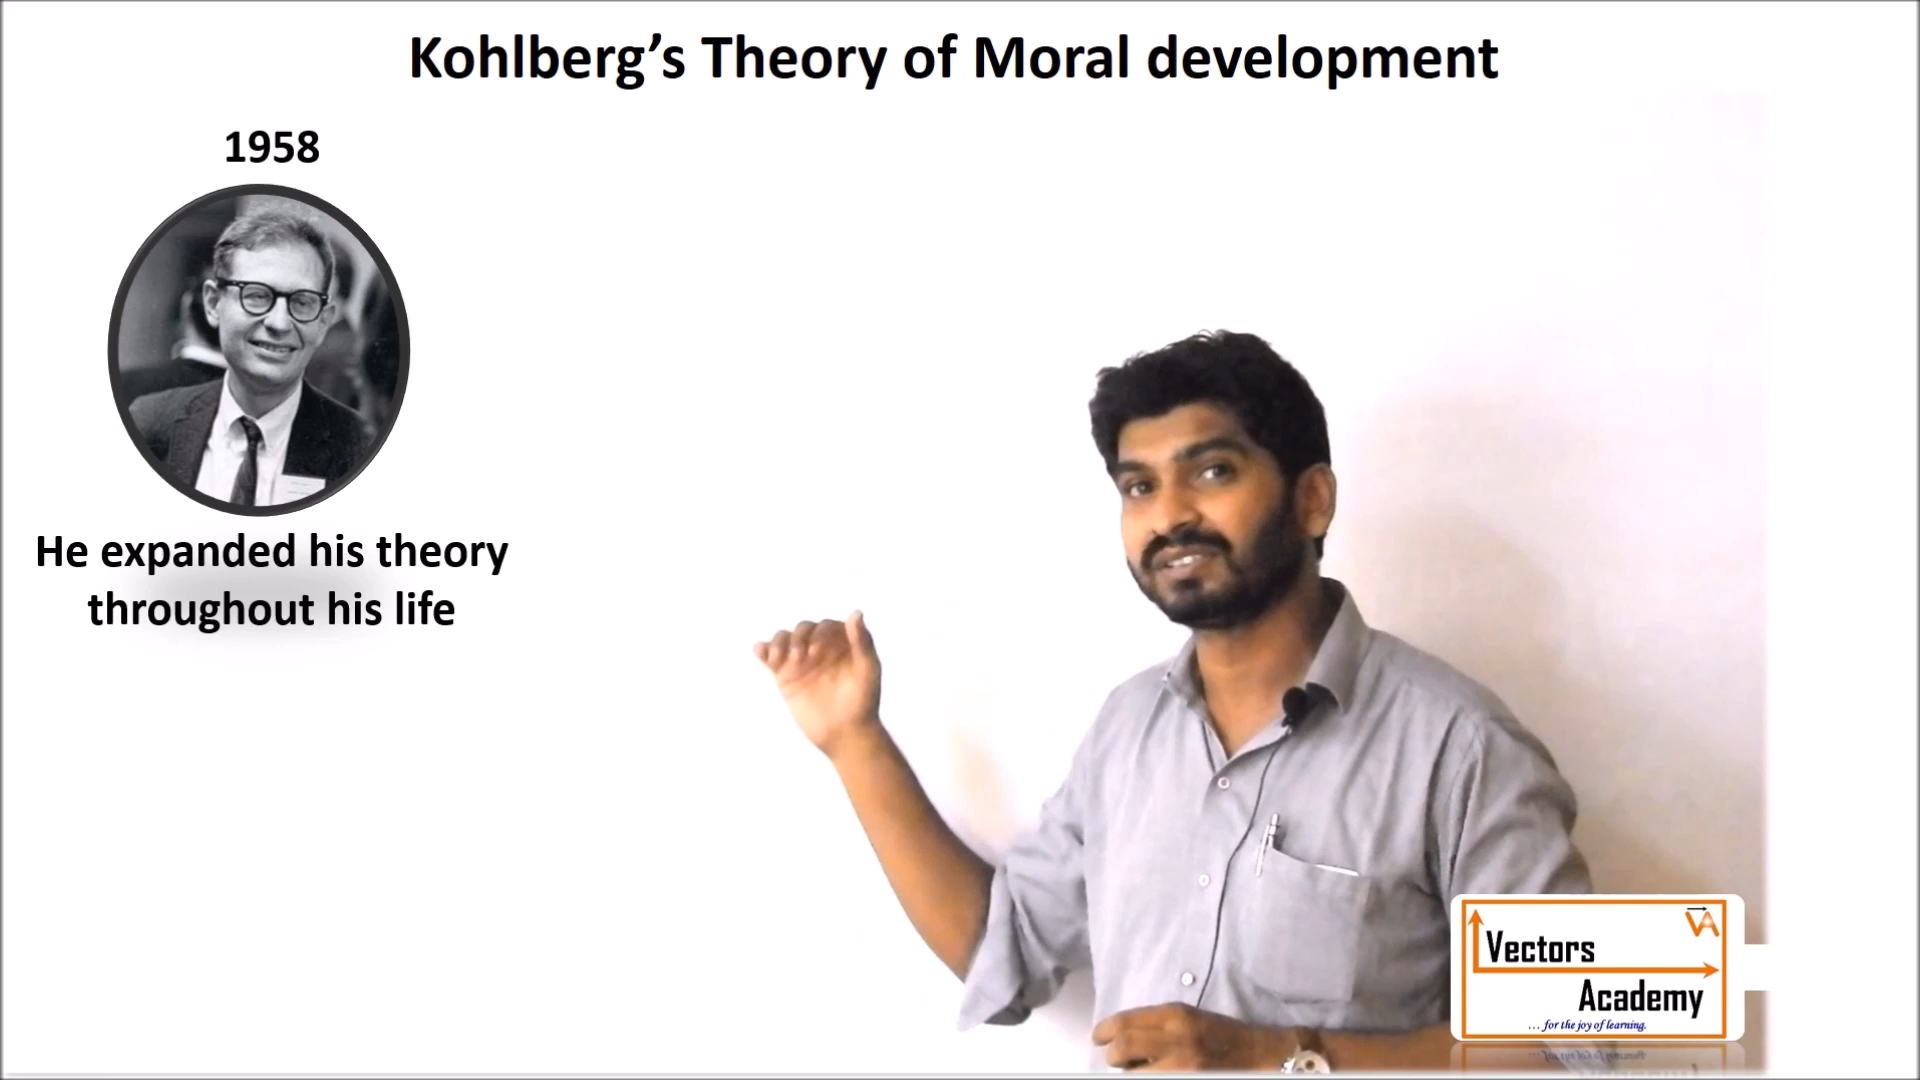 Kohlberg’s Theory of Moral development
1958
He expanded his theory
throughout his life
VA
Vectors
Academy
... for the joy of learning.